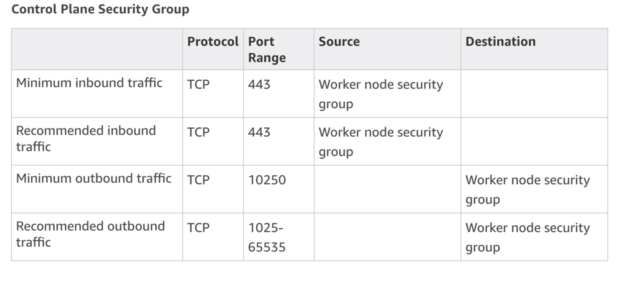 Control Plane Security Group
Protocol Port Range Source Destination
Minimum inbound traffic TCP 443 Worker node security group
Recommended inbound traffic TCP 443 Worker node security group
Minimum outbound traffic TCP 10250 Worker node security group
Recommended outbound traffic TCP 1025-65535 Worker node security group